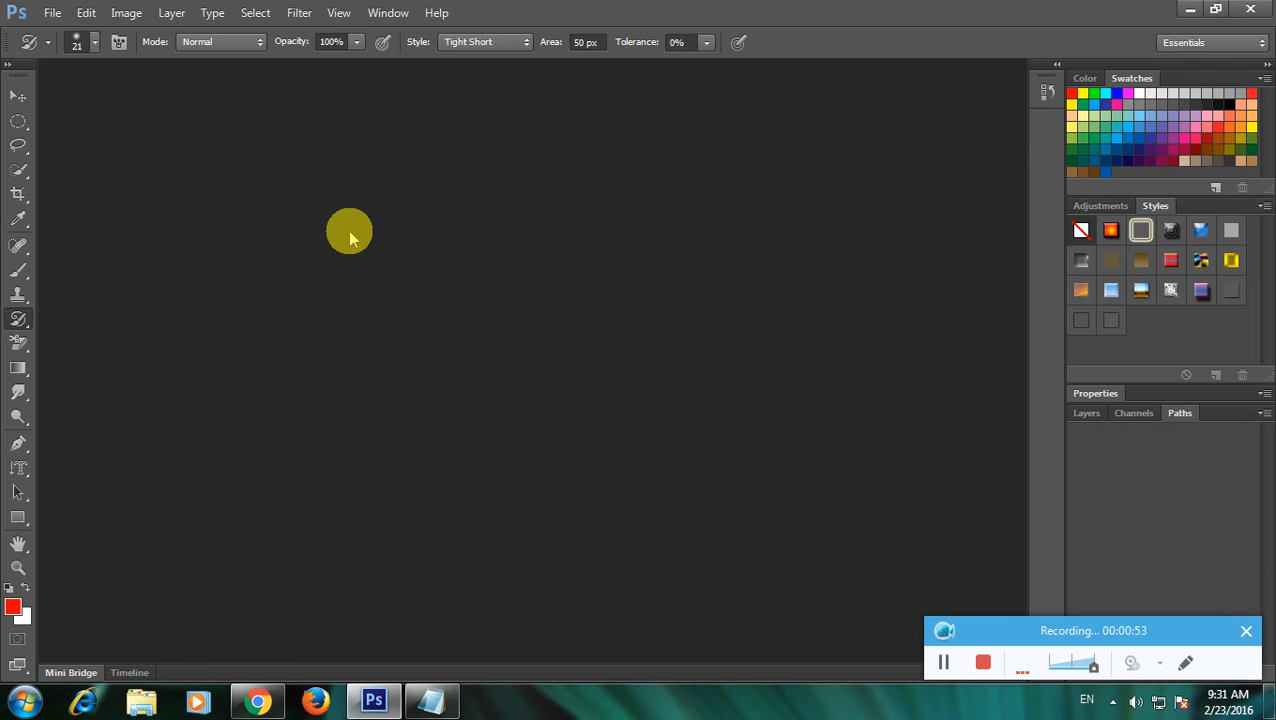 Ps File Edit Image Layer Type Select Filter View Window Help
21 Mode: Normal Opacity: 100% Style: Tight Short Area: 50 px Tolerance: 0% Essentials
Color Swatches
Adjustments Styles
Properties
Layers Channels Paths
Recording... 00:00:53
Mini Bridge Timeline
Ps EN 9:31 AM
2/23/2016